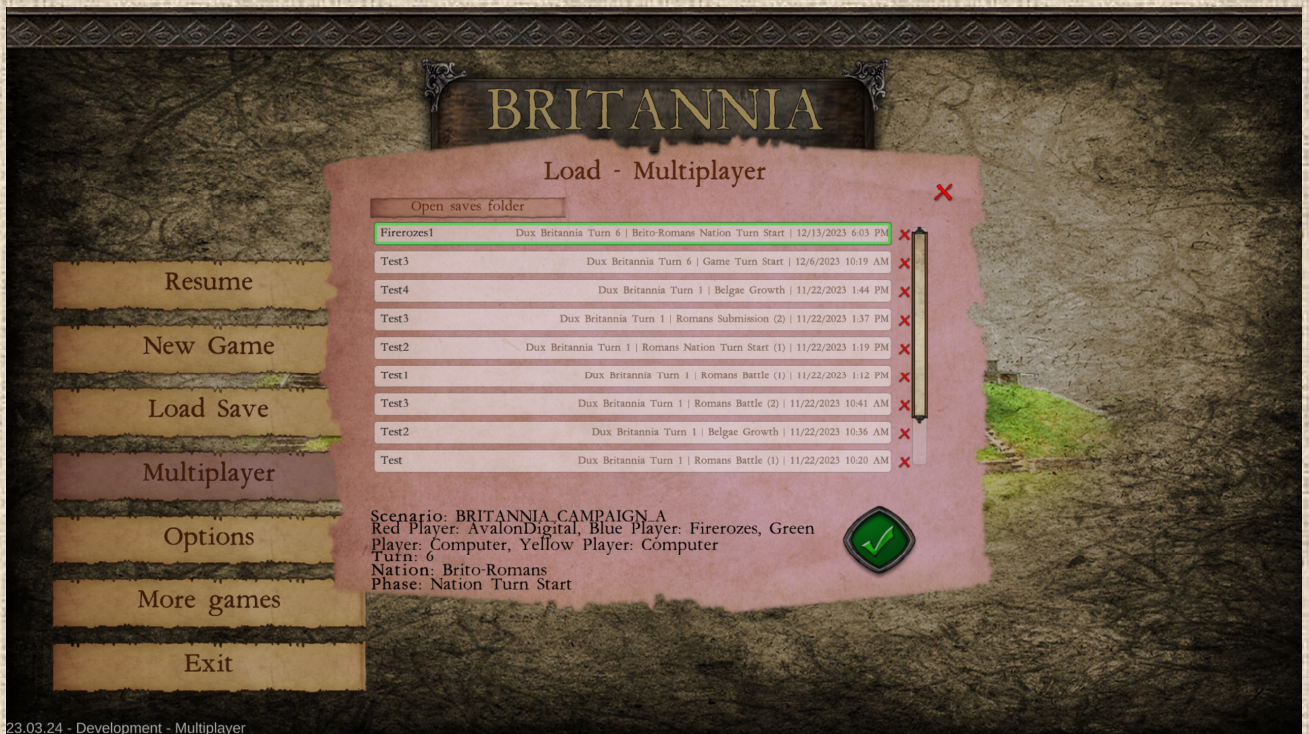 BRITANNIA
Load - Multiplayer
Open saves folder
Firerozes1 Dux Britannia Turn 6 | Brito-Romans Nation Turn Start | 12/13/2023 6:03 PM
Test3 Dux Britannia Turn 6 | Game Turn Start | 12/6/2023 10:19 AM
Test4 Dux Britannia Turn 1 | Belgae Growth | 11/22/2023 1:44 PM
Test3 Dux Britannia Turn 1 | Romans Submission (2) | 11/22/2023 1:37 PM
Test2 Dux Britannia Turn 1 | Romans Nation Turn Start (1) | 11/22/2023 1:19 PM
Test1 Dux Britannia Turn 1 | Romans Battle (1) | 11/22/2023 1:12 PM
Test3 Dux Britannia Turn 1 | Romans Battle (2) | 11/22/2023 10:41 AM
Test2 Dux Britannia Turn 1 | Belgae Growth | 11/22/2023 10:36 AM
Test Dux Britannia Turn 1 | Romans Battle (1) | 11/22/2023 10:20 AM
Scenario: BRITANNIA_CAMPAIGN_A
Red Player: AvalonDigital, Blue Player: Firerozes, Green
Player: Computer, Yellow Player: Computer
Turn: 6
Nation: Brito-Romans
Phase: Nation Turn Start
Resume
New Game
Load Save
Multiplayer
Options
More games
Exit
23.03.24 - Development - Multiplayer